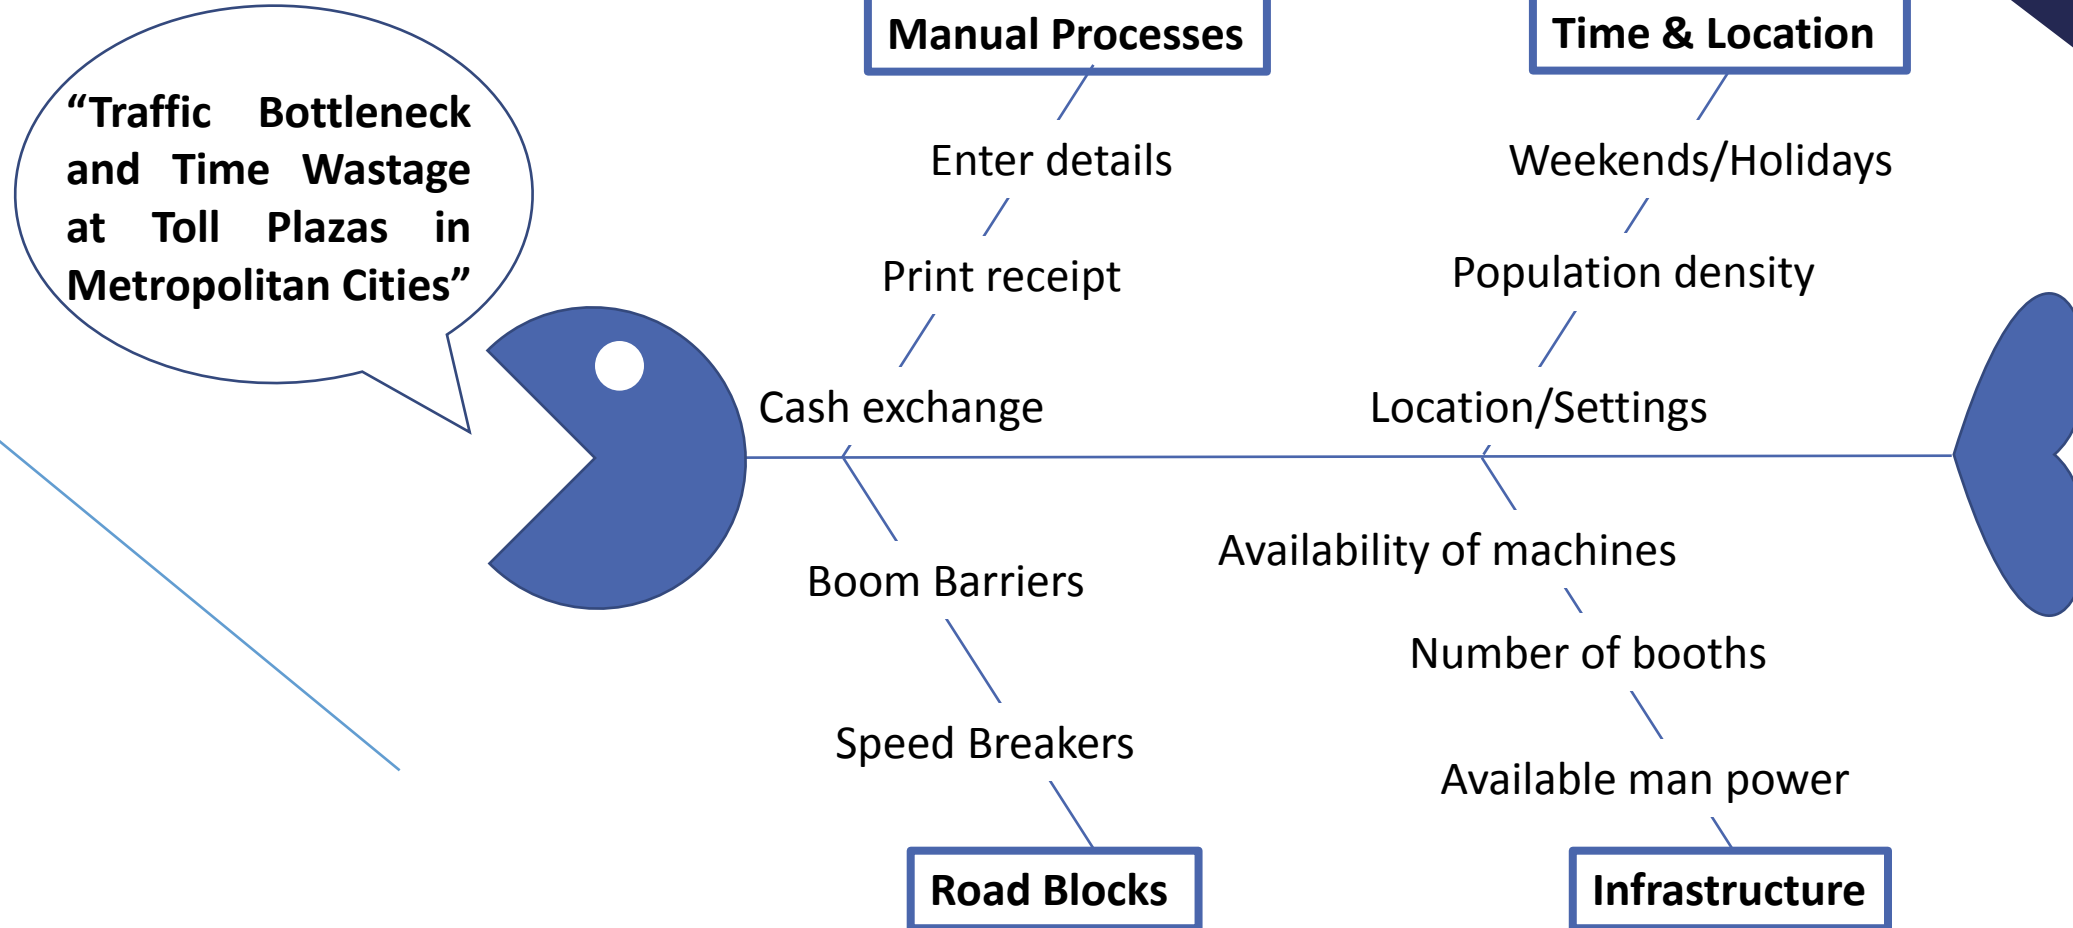 “Traffic Bottleneck
and Time Wastage
at Toll Plazas in
Metropolitan Cities”
Manual Processes
Enter details
Print receipt
Cash exchange
Time & Location
Weekends/Holidays
Population density
Location/Settings
Boom Barriers
Speed Breakers
Road Blocks
Availability of machines
Number of booths
Available man power
Infrastructure